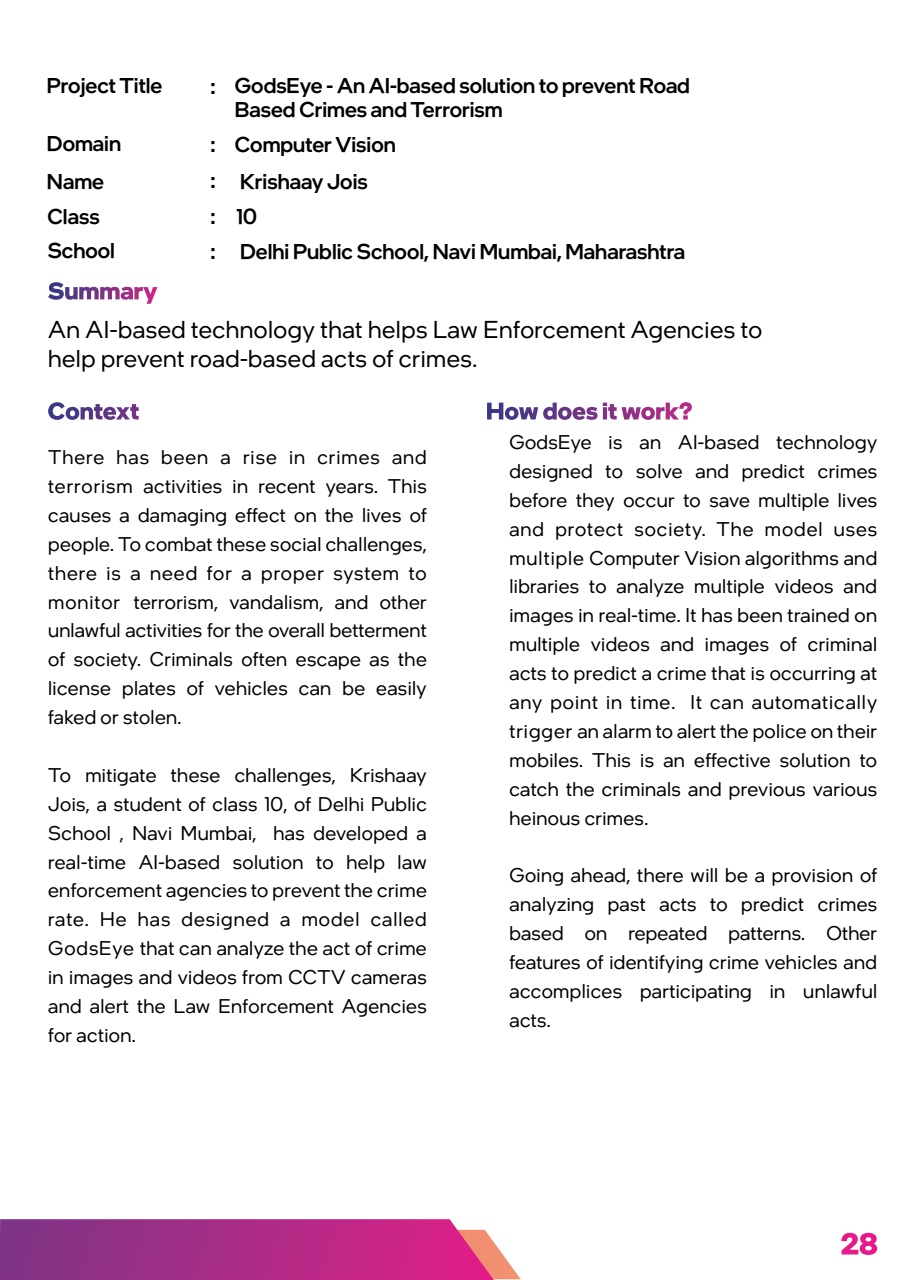 Project Title : GodsEye - An AI-based solution to prevent Road
Based Crimes and Terrorism
Domain : Computer Vision
Name : Krishaay Jois
Class : 10
School : Delhi Public School, Navi Mumbai, Maharashtra
Summary
An AI-based technology that helps Law Enforcement Agencies to
help prevent road-based acts of crimes.
Context
There has been a rise in crimes and
terrorism activities in recent years. This
causes a damaging effect on the lives of
people. To combat these social challenges,
there is a need for a proper system to
monitor terrorism, vandalism, and other
unlawful activities for the overall betterment
of society. Criminals often escape as the
license plates of vehicles can be easily
faked or stolen.
To mitigate these challenges, Krishaay
Jois, a student of class 10, of Delhi Public
School , Navi Mumbai, has developed a
real-time AI-based solution to help law
enforcement agencies to prevent the crime
rate. He has designed a model called
GodsEye that can analyze the act of crime
in images and videos from CCTV cameras
and alert the Law Enforcement Agencies
for action.
How does it work?
GodsEye is an AI-based technology
designed to solve and predict crimes
before they occur to save multiple lives
and protect society. The model uses
multiple Computer Vision algorithms and
libraries to analyze multiple videos and
images in real-time. It has been trained on
multiple videos and images of criminal
acts to predict a crime that is occurring at
any point in time. It can automatically
trigger an alarm to alert the police on their
mobiles. This is an effective solution to
catch the criminals and previous various
heinous crimes.
Going ahead, there will be a provision of
analyzing past acts to predict crimes
based on repeated patterns. Other
features of identifying crime vehicles and
accomplices participating in unlawful
acts.
28